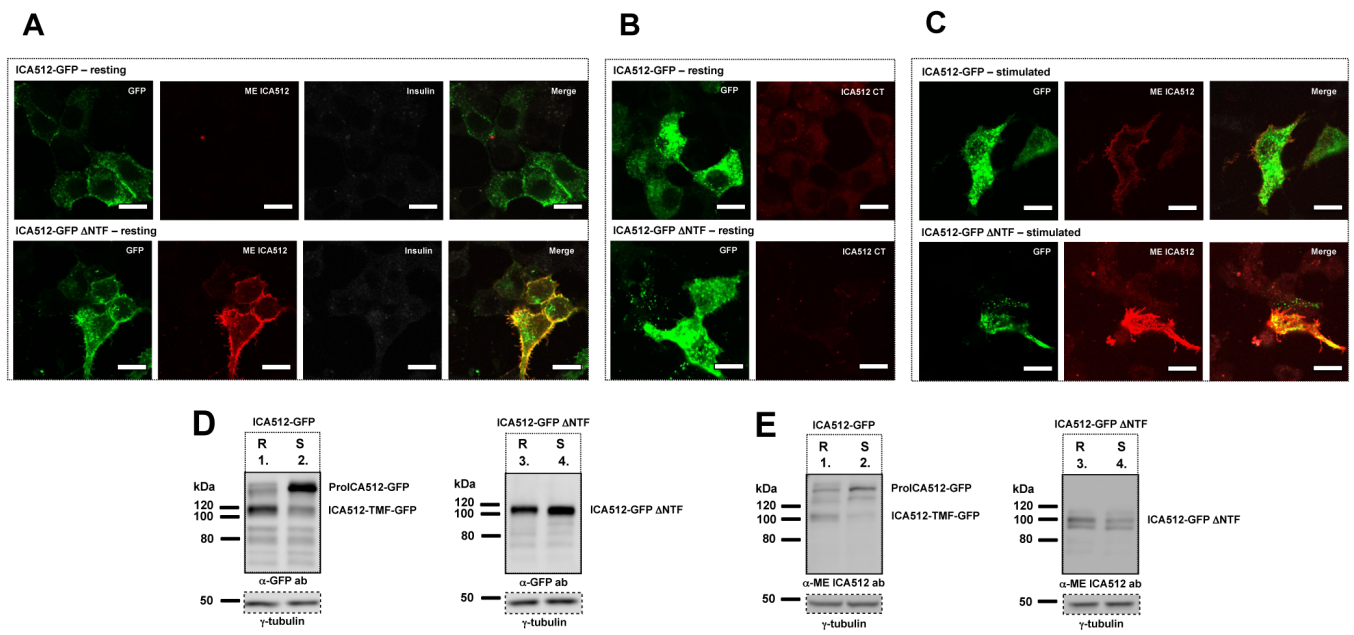 A
B
C
ICA512-GFP – resting
GFP
ME ICA512
Insulin
Merge
ICA512-GFP ΔNTF – resting
GFP
ME ICA512
Insulin
Merge
ICA512-GFP – resting
GFP
ICA512 CT
ICA512-GFP ΔNTF – resting
GFP
ICA512 CT
ICA512-GFP – stimulated
GFP
ME ICA512
Merge
ICA512-GFP ΔNTF – stimulated
GFP
ME ICA512
Merge
D
ICA512-GFP
R S
1. 2.
kDa
120
100
80
ProICA512-GFP
ICA512-TMF-GFP
α-GFP ab
50
γ-tubulin
ICA512-GFP ΔNTF
R S
3. 4.
kDa
120
100
80
ICA512-GFP ΔNTF
α-GFP ab
50
γ-tubulin
E
ICA512-GFP
R S
1. 2.
kDa
120
100
80
ProICA512-GFP
ICA512-TMF-GFP
α-ME ICA512 ab
50
γ-tubulin
ICA512-GFP ΔNTF
R S
3. 4.
kDa
120
100
80
ICA512-GFP ΔNTF
α-ME ICA512 ab
50
γ-tubulin